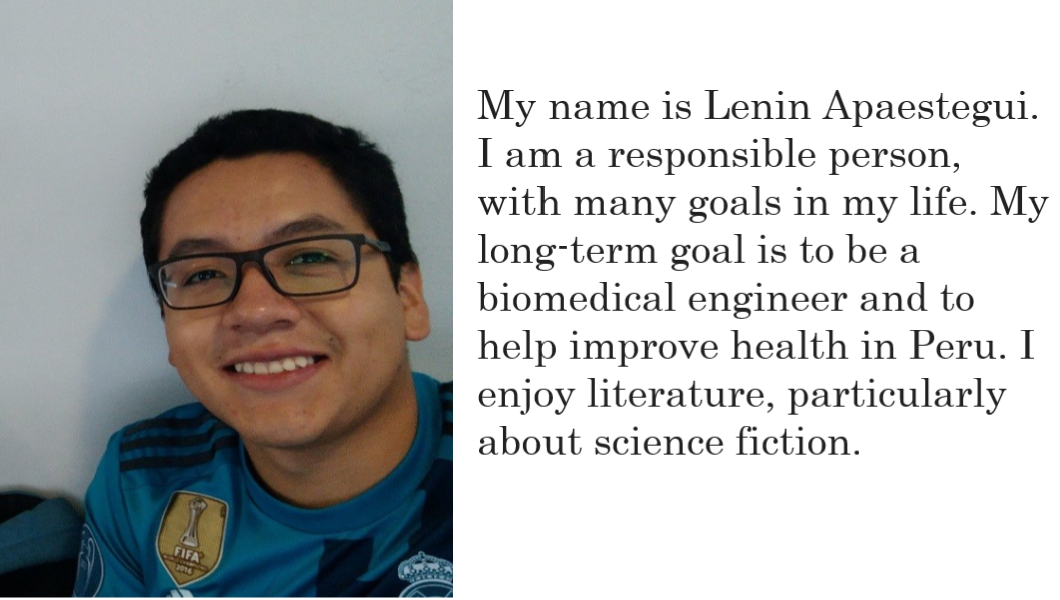 My name is Lenin Apaestegui.
I am a responsible person,
with many goals in my life. My
long-term goal is to be a
biomedical engineer and to
help improve health in Peru. I
enjoy literature, particularly
about science fiction.
FIFA
2016